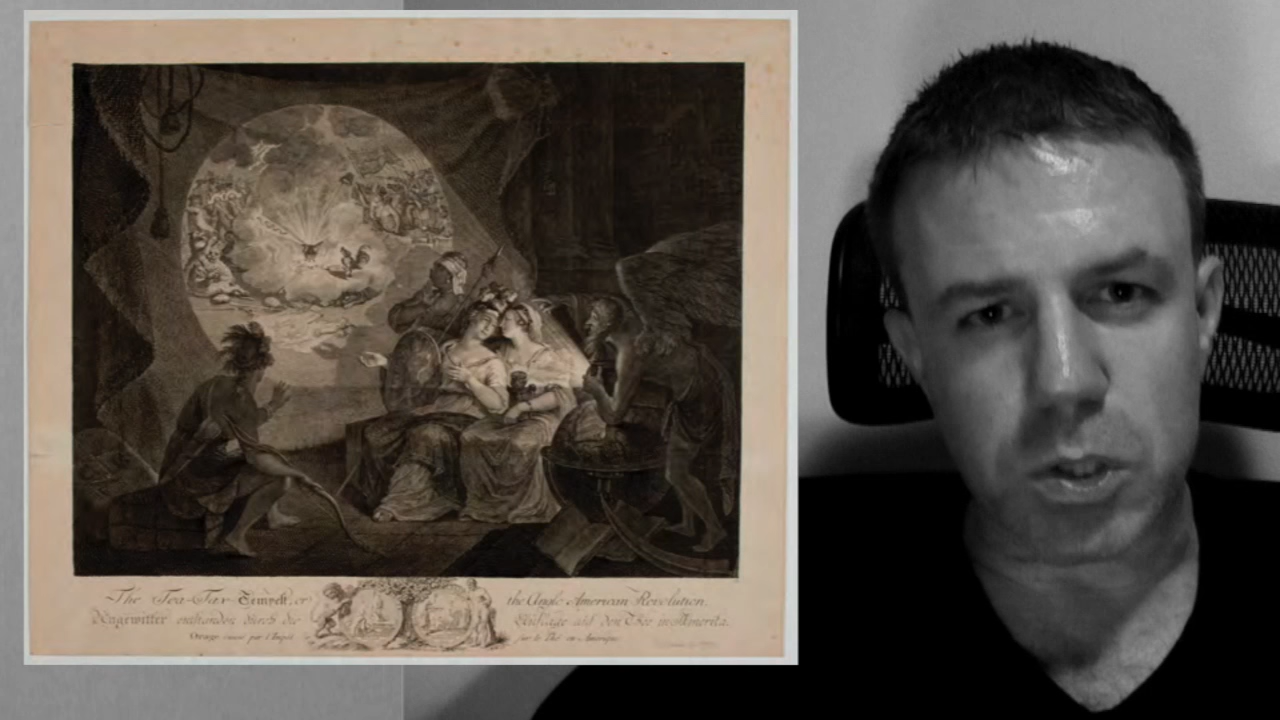 The Tea-Tax-Tempest, or the Anglo-American Revolution.
entstanden durch die Auflage auf den Thee in Amerika.
Orage causé par l'Impôt sur le Thé en Amérique